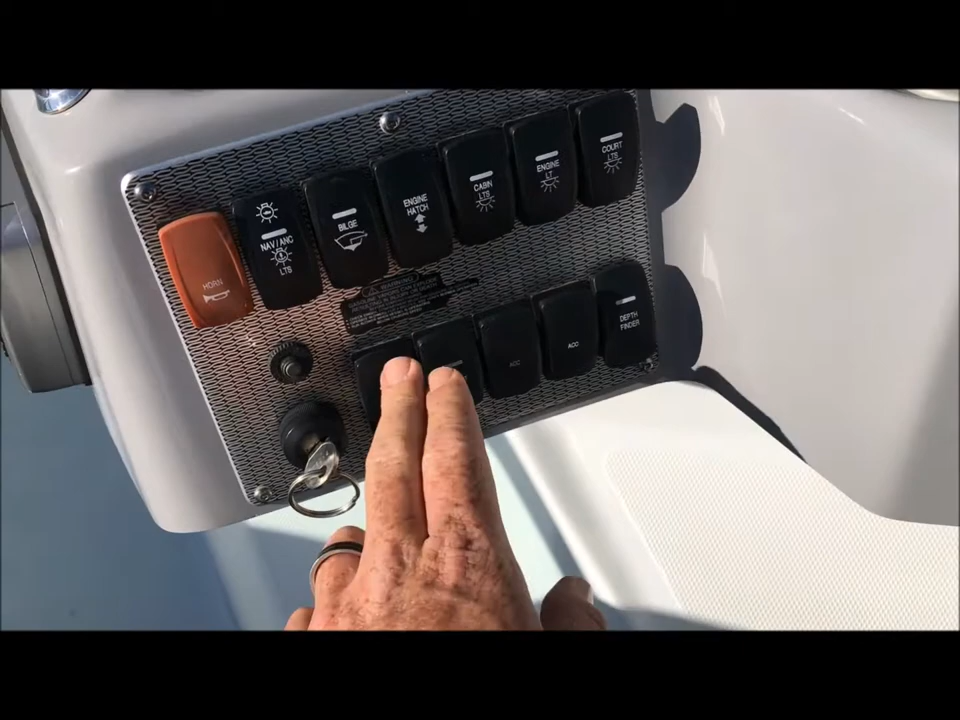 HORN
NAV/ANC
LTS
BILGE
ENGINE
HATCH
CABIN
LTS
ENGINE
LT
COURT
LTS
ACC
ACC
DEPTH
FINDER